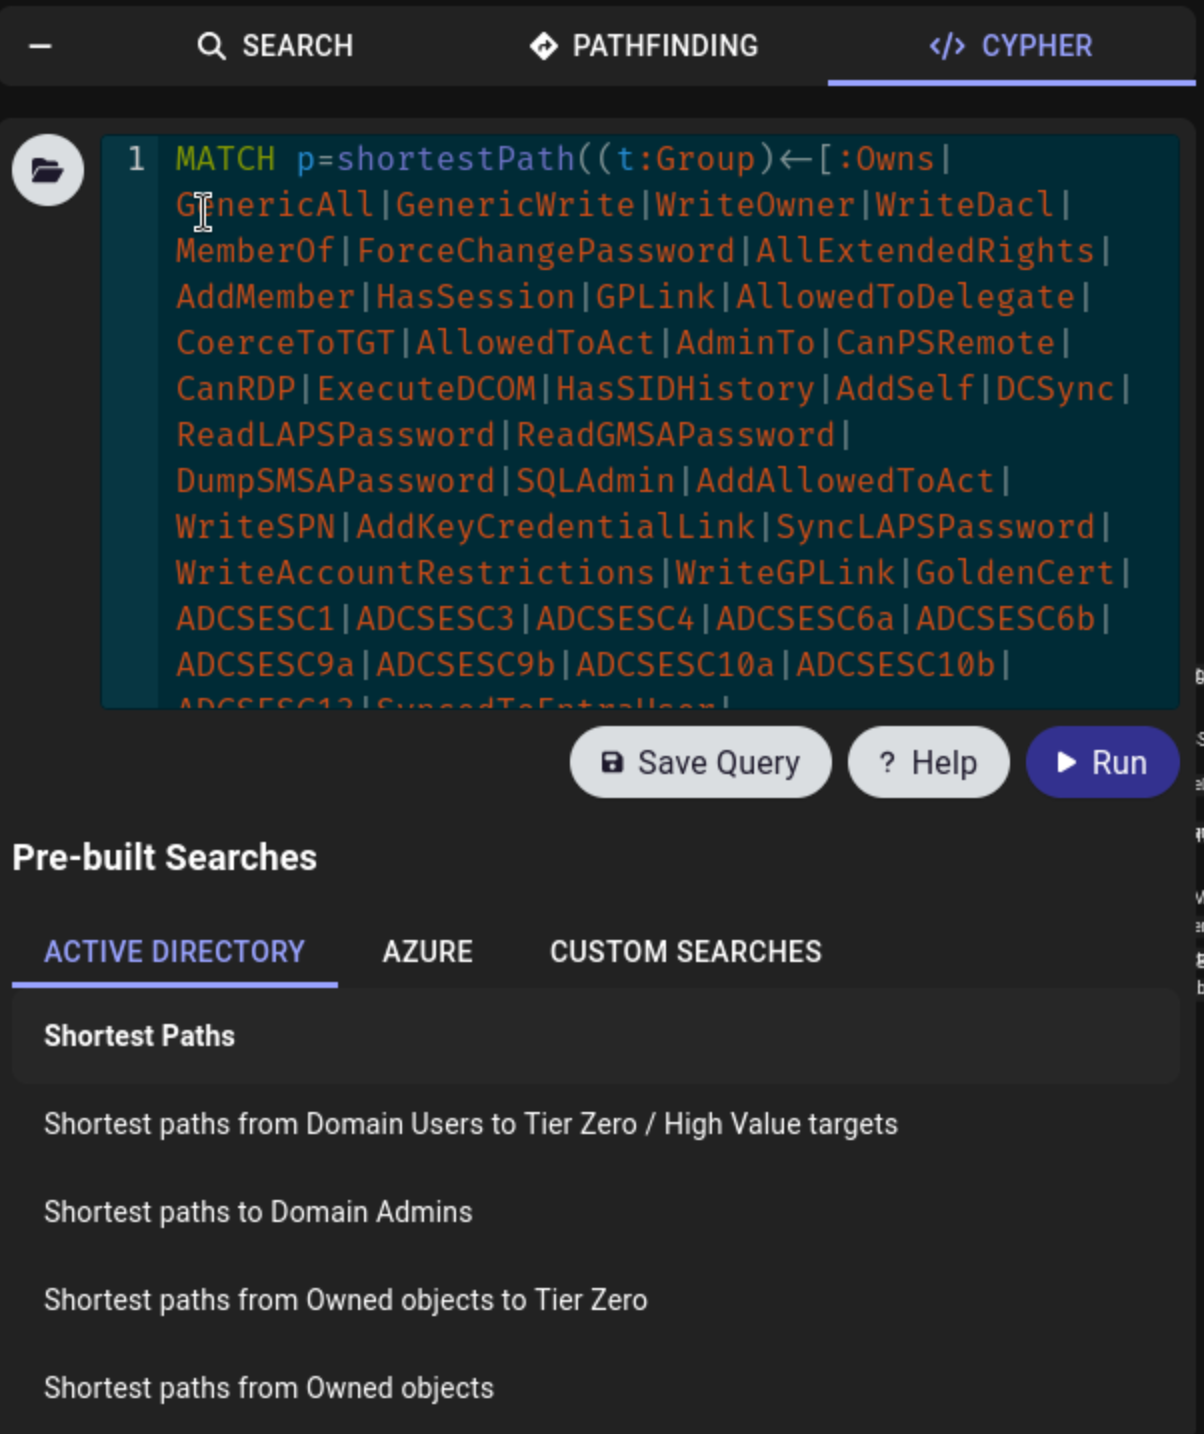 SEARCH
PATHFINDING
</> CYPHER
1 MATCH p=shortestPath((t:Group)<-[:Owns|
GenericAll|GenericWrite|WriteOwner|WriteDacl|
MemberOf|ForceChangePassword|AllExtendedRights|
AddMember|HasSession|GPLink|AllowedToDelegate|
CoerceToTGT|AllowedToAct|AdminTo|CanPSRemote|
CanRDP|ExecuteDCOM|HasSIDHistory|AddSelf|DCSync|
ReadLAPSPassword|ReadGMSAPassword|
DumpSMSAPassword|SQLAdmin|AddAllowedToAct|
WriteSPN|AddKeyCredentialLink|SyncLAPSPassword|
WriteAccountRestrictions|WriteGPLink|GoldenCert|
ADCSESC1|ADCSESC3|ADCSESC4|ADCSESC6a|ADCSESC6b|
ADCSESC9a|ADCSESC9b|ADCSESC10a|ADCSESC10b|
ADCSESC13|SyncedToEntraUser|
Save Query
? Help
Run
Pre-built Searches
ACTIVE DIRECTORY
AZURE
CUSTOM SEARCHES
Shortest Paths
Shortest paths from Domain Users to Tier Zero / High Value targets
Shortest paths to Domain Admins
Shortest paths from Owned objects to Tier Zero
Shortest paths from Owned objects